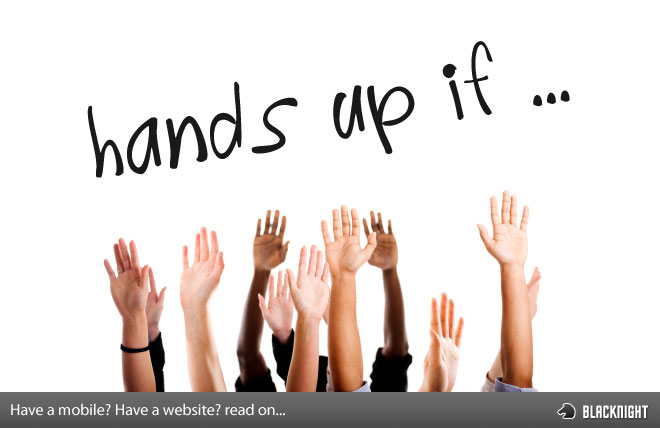 hands up if ...
Have a mobile? Have a website? read on...
BLACKNIGHT